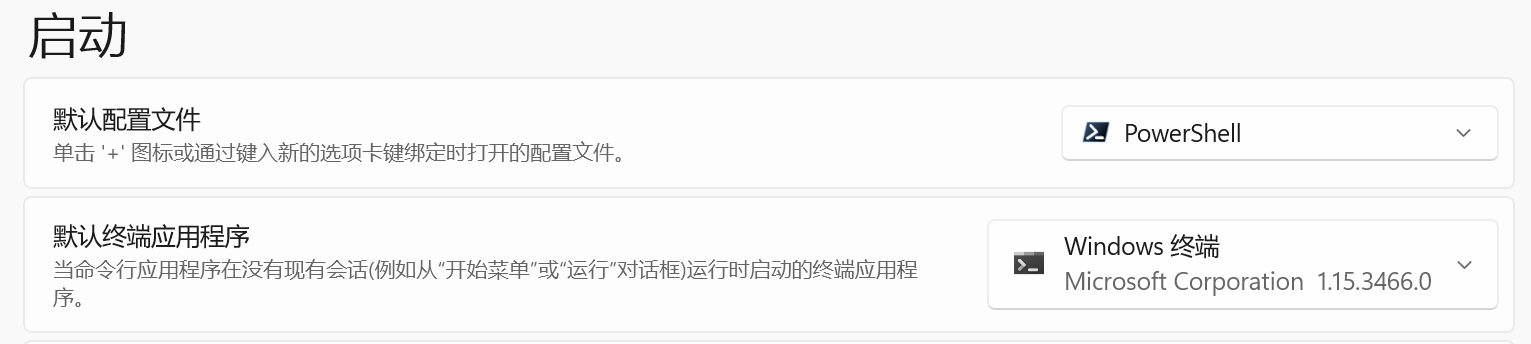 启动
默认配置文件
单击 '+' 图标或通过键入新的选项卡键绑定时打开的配置文件。
PowerShell
默认终端应用程序
当命令行应用程序在没有现有会话(例如从“开始菜单”或“运行”对话框)运行时启动的终端应用程
序。
Windows 终端
Microsoft Corporation 1.15.3466.0